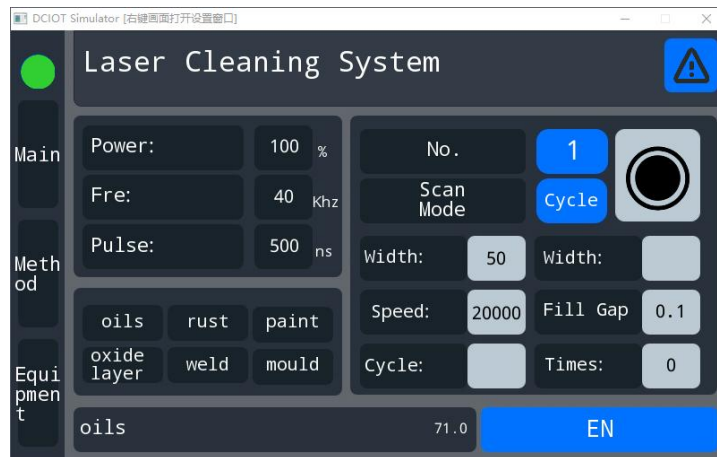 DCIOT Simulator [右键画面打开设置窗口]
Laser Cleaning System
Main
Meth
od
Equi
pmen
t
Power: 100 %
Fre: 40 Khz
Pulse: 500 ns
oils rust paint
oxide
layer
weld mould
No. 1
Scan
Mode
Cycle
Width: 50 Width:
Speed: 20000 Fill Gap 0.1
Cycle: Times: 0
oils 71.0 EN